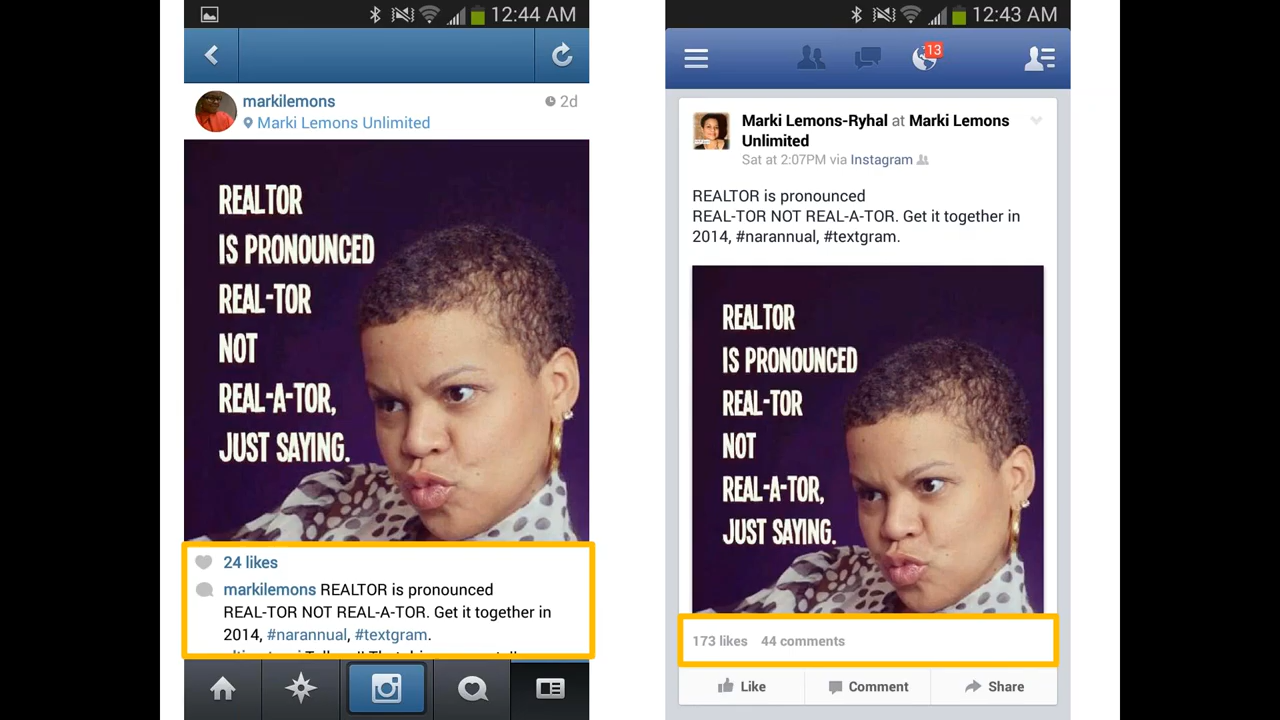 12:44 AM
markilemons
2d
Marki Lemons Unlimited
REALTOR
IS PRONOUNCED
REAL-TOR
NOT
REAL-A-TOR,
JUST SAYING.
24 likes
markilemons REALTOR is pronounced
REAL-TOR NOT REAL-A-TOR. Get it together in
2014, #narannual, #textgram.
12:43 AM
13
Marki Lemons-Ryhal at Marki Lemons
Unlimited
Sat at 2:07PM via Instagram
REALTOR is pronounced
REAL-TOR NOT REAL-A-TOR. Get it together in
2014, #narannual, #textgram.
REALTOR
IS PRONOUNCED
REAL-TOR
NOT
REAL-A-TOR,
JUST SAYING.
173 likes 44 comments
Like Comment Share